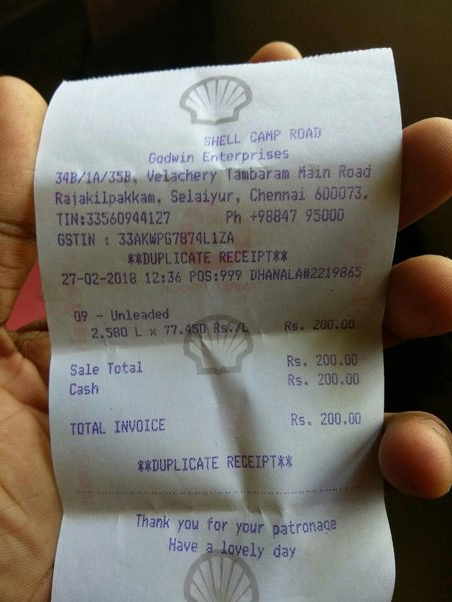 SHELL CAMP ROAD
Godwin Enterprises
34B/1A/35B, Velachery Tambaram Main Road
Rajakilpakkam, Selaiyur, Chennai 600073.
TIN:33560944127 Ph +98847 95000
GSTIN : 33AKWPG7874L1ZA
**DUPLICATE RECEIPT**
27-02-2018 12:36 POS:999 DHANALA#2219865
09 - Unleaded
2.580 L x 77.450 Rs./L Rs. 200.00
Sale Total Rs. 200.00
Cash Rs. 200.00
TOTAL INVOICE Rs. 200.00
**DUPLICATE RECEIPT**
Thank you for your patronage
Have a lovely day